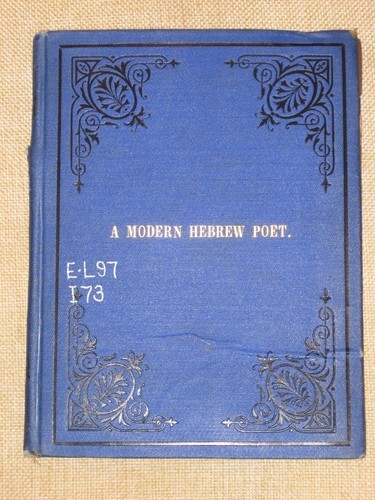 A MODERN HEBREW POET.
E·L97
I73